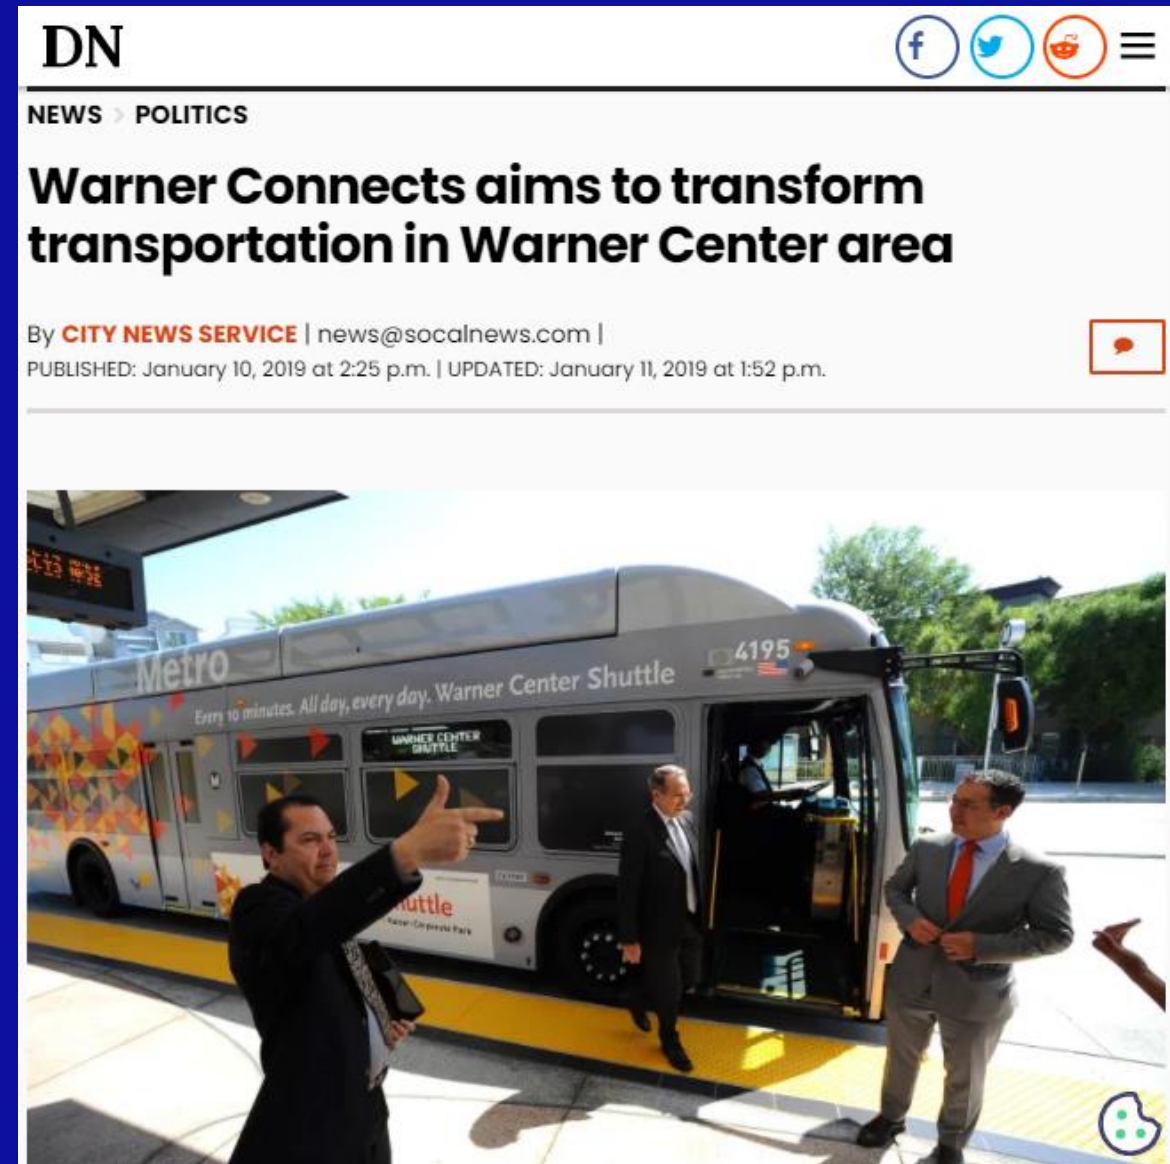 DN
NEWS > POLITICS
Warner Connects aims to transform
transportation in Warner Center area
By CITY NEWS SERVICE | news@socalnews.com |
PUBLISHED: January 10, 2019 at 2:25 p.m. | UPDATED: January 11, 2019 at 1:52 p.m.
Metro
4195
Every 10 minutes. All day, every day. Warner Center Shuttle
WARNER CENTER
SHUTTLE
uttle
Corporate Park